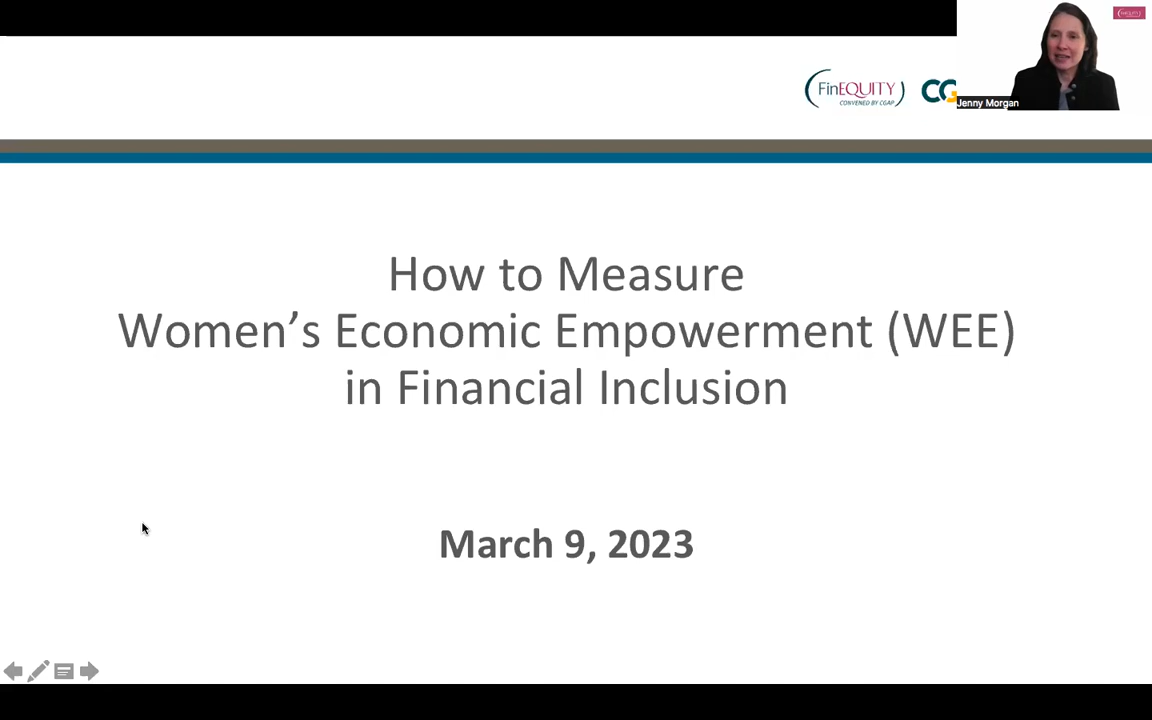 FinEQUITY
CONVENED BY CGAP
Jenny Morgan
How to Measure
Women’s Economic Empowerment (WEE)
in Financial Inclusion
March 9, 2023